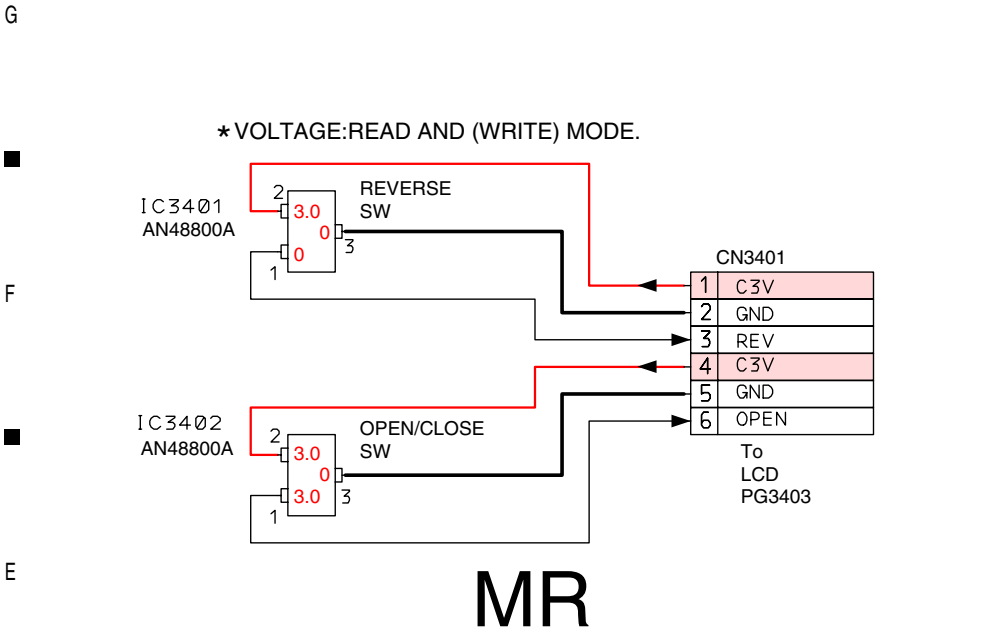 G
*VOLTAGE:READ AND (WRITE) MODE.
2
REVERSE
SW
IC3401
AN48800A
3.0
0
3
0
1
CN3401
1 C3V
F
2 GND
3 REV
4 C3V
5 GND
6 OPEN
IC3402
AN48800A
2
OPEN/CLOSE
SW
3.0
0
3
3.0
1
To
LCD
PG3403
E
MR